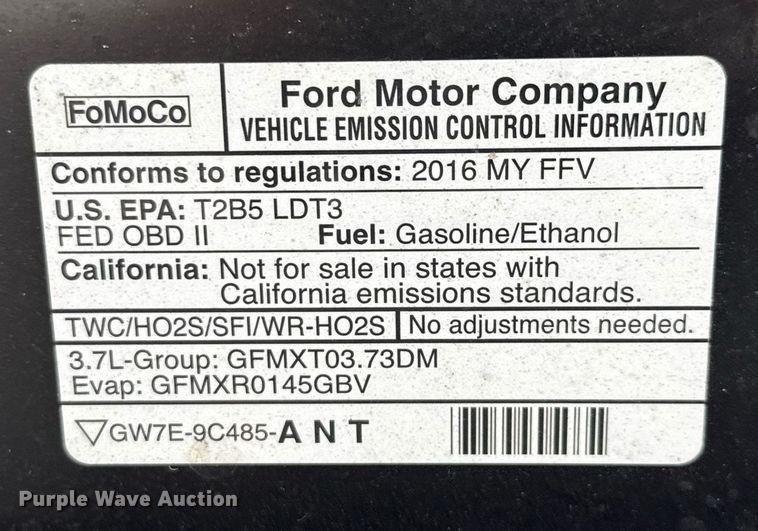 FoMoCo
Ford Motor Company
VEHICLE EMISSION CONTROL INFORMATION
Conforms to regulations: 2016 MY FFV
U.S. EPA: T2B5 LDT3
FED OBD II Fuel: Gasoline/Ethanol
California: Not for sale in states with
California emissions standards.
TWC/HO2S/SFI/WR-HO2S No adjustments needed.
3.7L-Group: GFMXT03.73DM
Evap: GFMXR0145GBV
GW7E-9C485-A N T
Purple Wave Auction